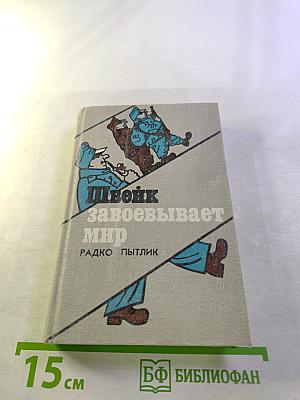 Швейк
завоевывает
мир
РАДКО ПЫТЛИК
15 см
БФ БИБЛИОФАН